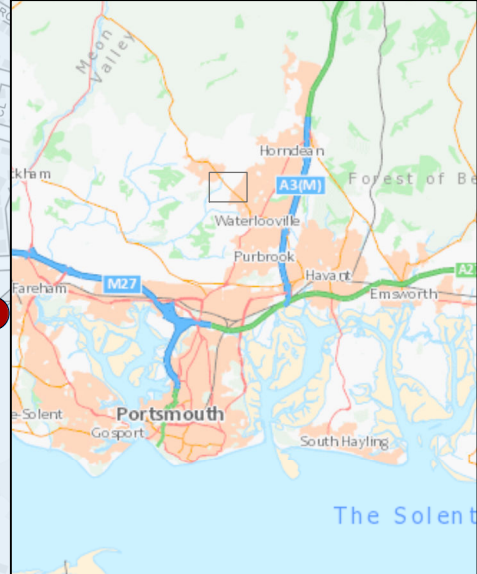 Meon
Valley
Horndean
ckham
Forest of Be
A3(M)
Waterlooville
Purbrook
Havant
A2
M27
Fareham
Emsworth
e-Solent
Portsmouth
Gosport
South Hayling
The Solent